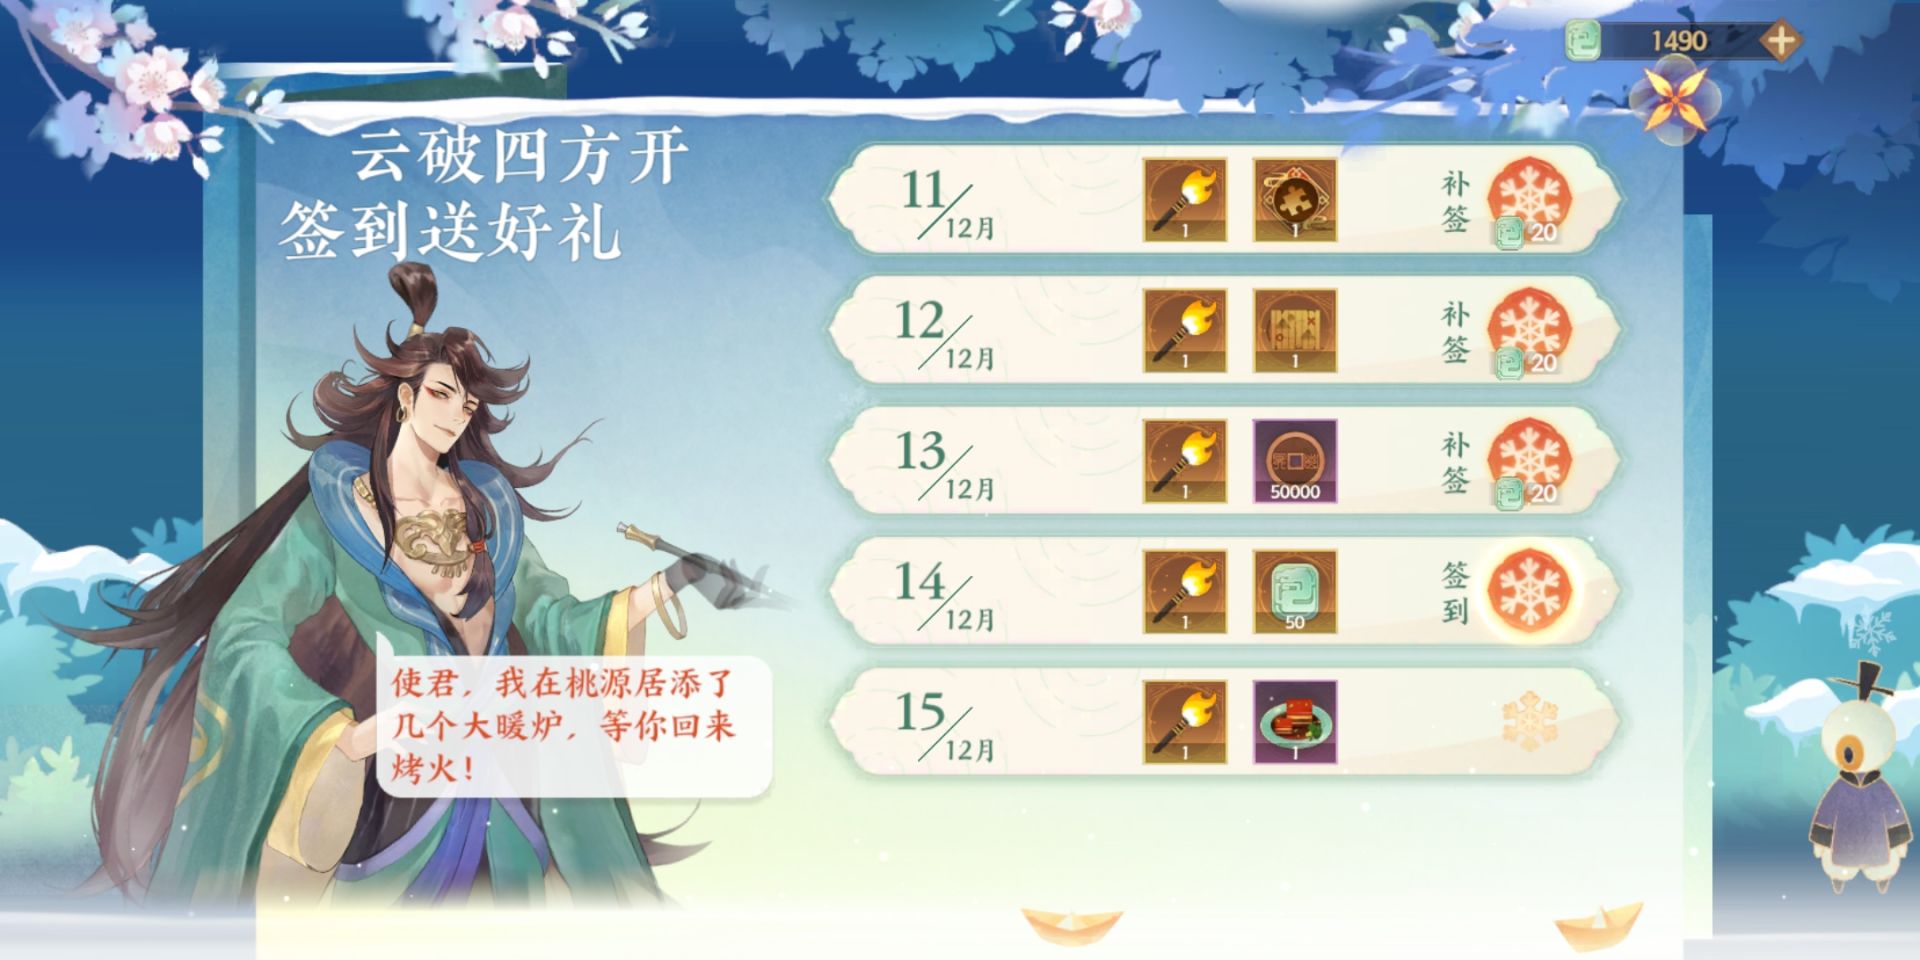 1490
云破四方开
签到送好礼
11/12月
1
1
补签
20
12/12月
1
1
补签
20
13/12月
1
50000
补签
20
14/12月
1
50
签到
15/12月
1
1
使君，我在桃源居添了
几个大暖炉，等你回来
烤火！